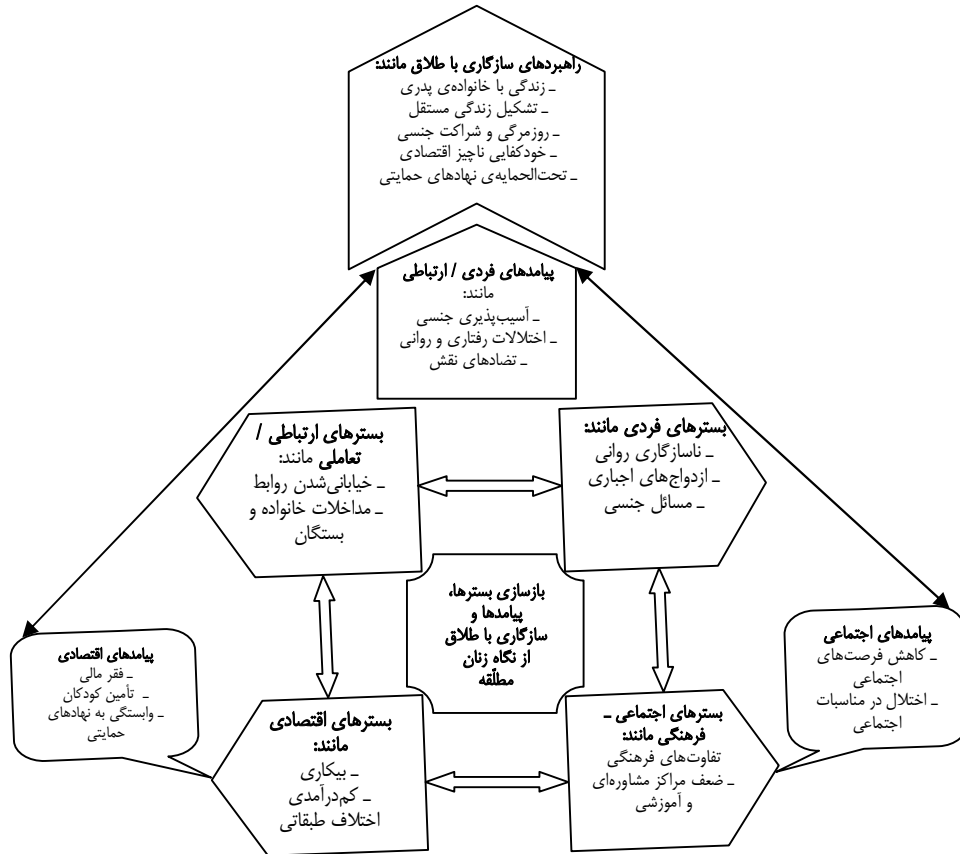 راهبردهای سازگاری با طلاق مانند:
ـ زندگی با خانواده‌ی پدری
ـ تشکیل زندگی مستقل
ـ روزمرگی و شراکت جنسی
ـ خودکفایی ناچیز اقتصادی
ـ تحت‌الحمایه‌ی نهادهای حمایتی
پیامدهای فردی / ارتباطی
مانند:
ـ آسیب‌پذیری جنسی
ـ اختلالات رفتاری و روانی
ـ تضادهای نقش
بسترهای فردی مانند:
ـ ناسازگاری روانی
ـ ازدواج‌های اجباری
ـ مسائل جنسی
بسترهای ارتباطی /
تعاملی مانند:
ـ خیابانی‌شدن روابط
ـ مداخلات خانواده و
بستگان
بازسازی بسترها،
پیامدها و
سازگاری با طلاق
از نگاه زنان
مطلّقه
پیامدهای اجتماعی
ـ کاهش فرصت‌های
اجتماعی
ـ اختلال در مناسبات
اجتماعی
پیامدهای اقتصادی
ـ فقر مالی
ـ تأمین کودکان
ـ وابستگی به نهادهای
حمایتی
بسترهای اجتماعی ـ
فرهنگی مانند:
تفاوت‌های فرهنگی
ـ ضعف مراکز مشاوره‌ای
و آموزشی
بسترهای اقتصادی
مانند:
ـ بیکاری
ـ کم‌درآمدی
اختلاف طبقاتی